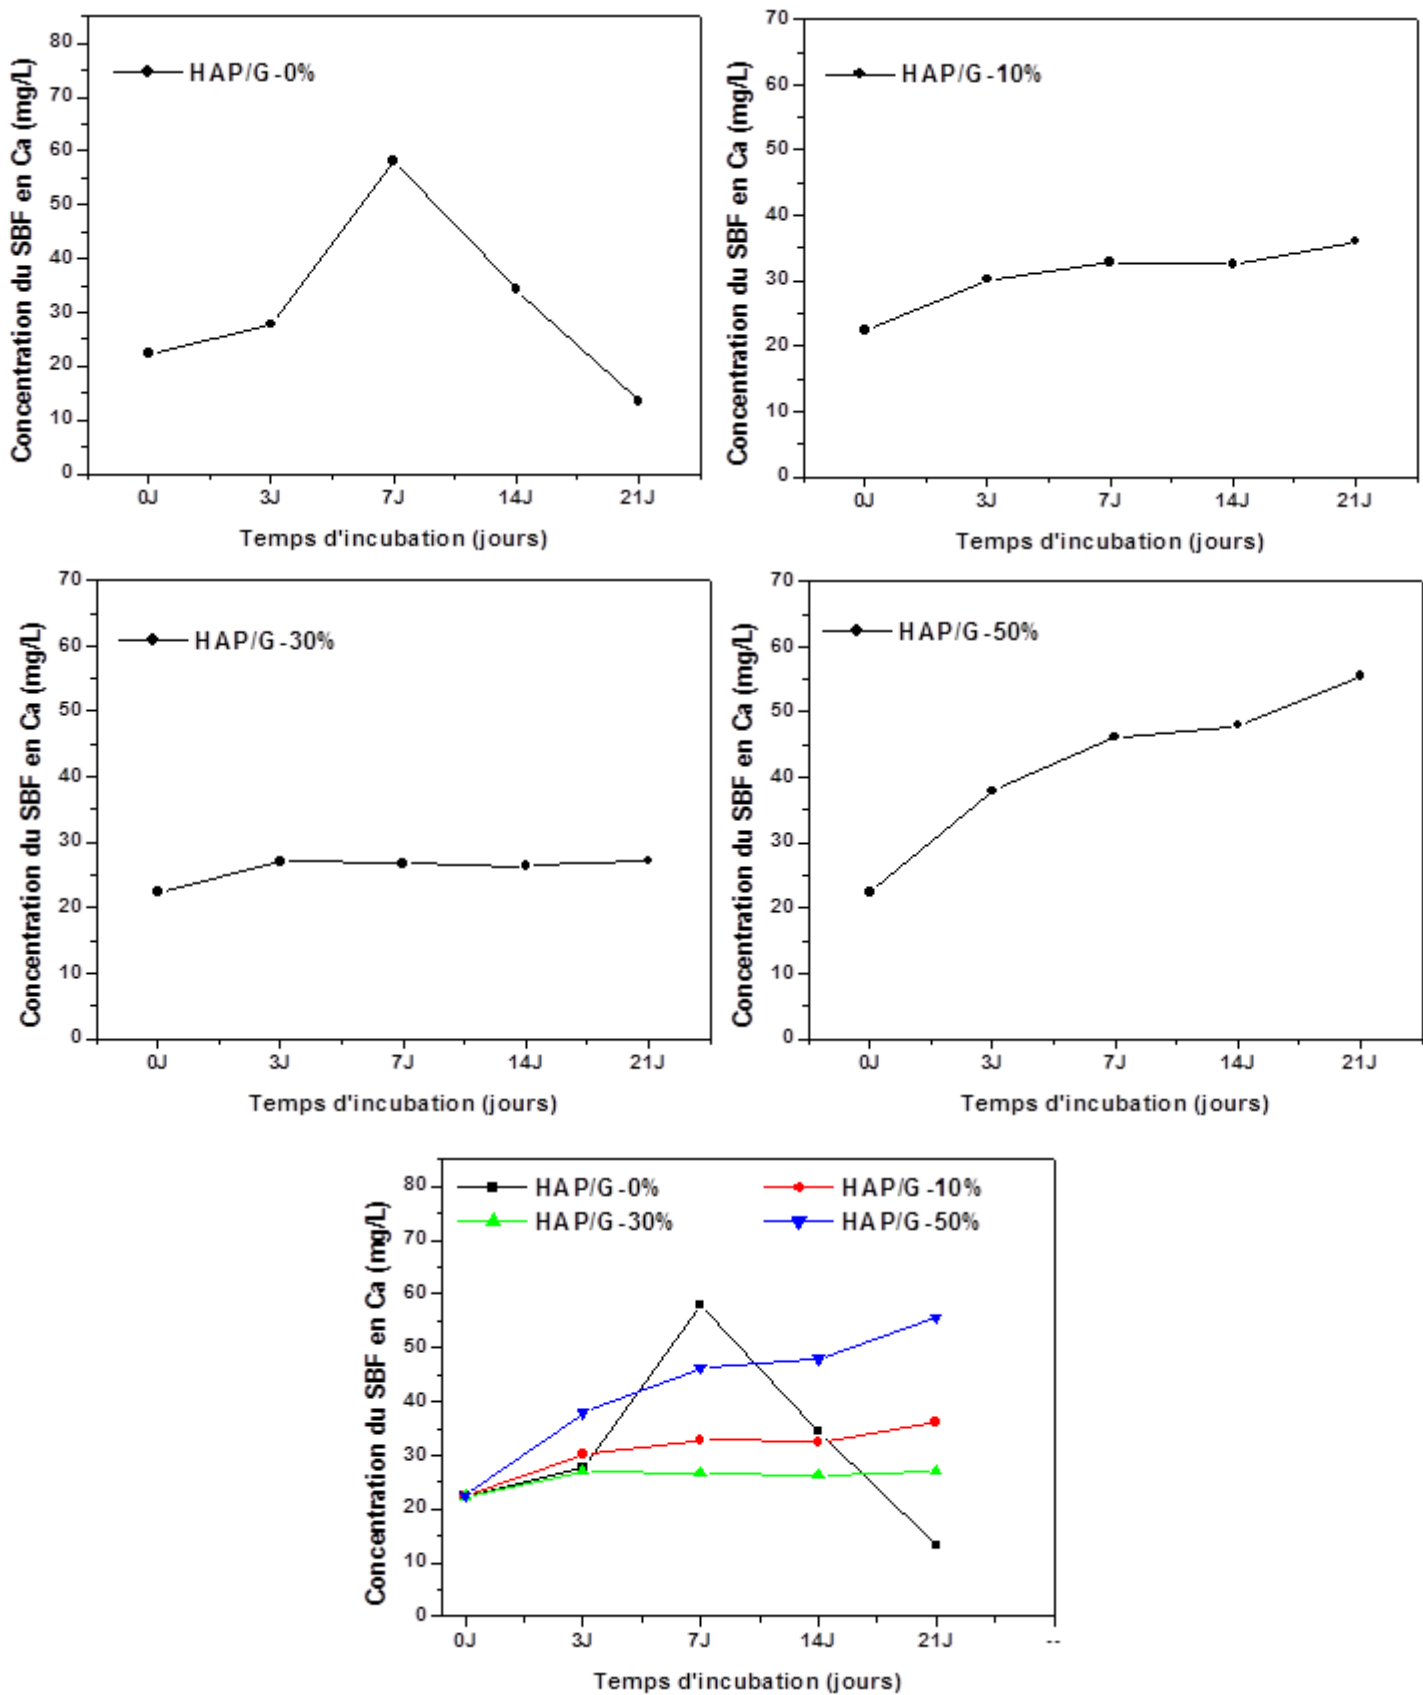 Concentration du SBF en Ca (mg/L)
80
70
60
50
40
30
20
10
0
HAP/G-0%
0J 3J 7J 14J 21J
Temps d'incubation (jours)
Concentration du SBF en Ca (mg/L)
70
60
50
40
30
20
10
0
HAP/G-10%
0J 3J 7J 14J 21J
Temps d'incubation (jours)
Concentration du SBF en Ca (mg/L)
70
60
50
40
30
20
10
0
HAP/G-30%
0J 3J 7J 14J 21J
Temps d'incubation (jours)
Concentration du SBF en Ca (mg/L)
70
60
50
40
30
20
10
0
HAP/G-50%
0J 3J 7J 14J 21J
Temps d'incubation (jours)
Concentration du SBF en Ca (mg/L)
80
70
60
50
40
30
20
10
0
HAP/G-0% HAP/G-10%
HAP/G-30% HAP/G-50%
0J 3J 7J 14J 21J --
Temps d'incubation (jours)